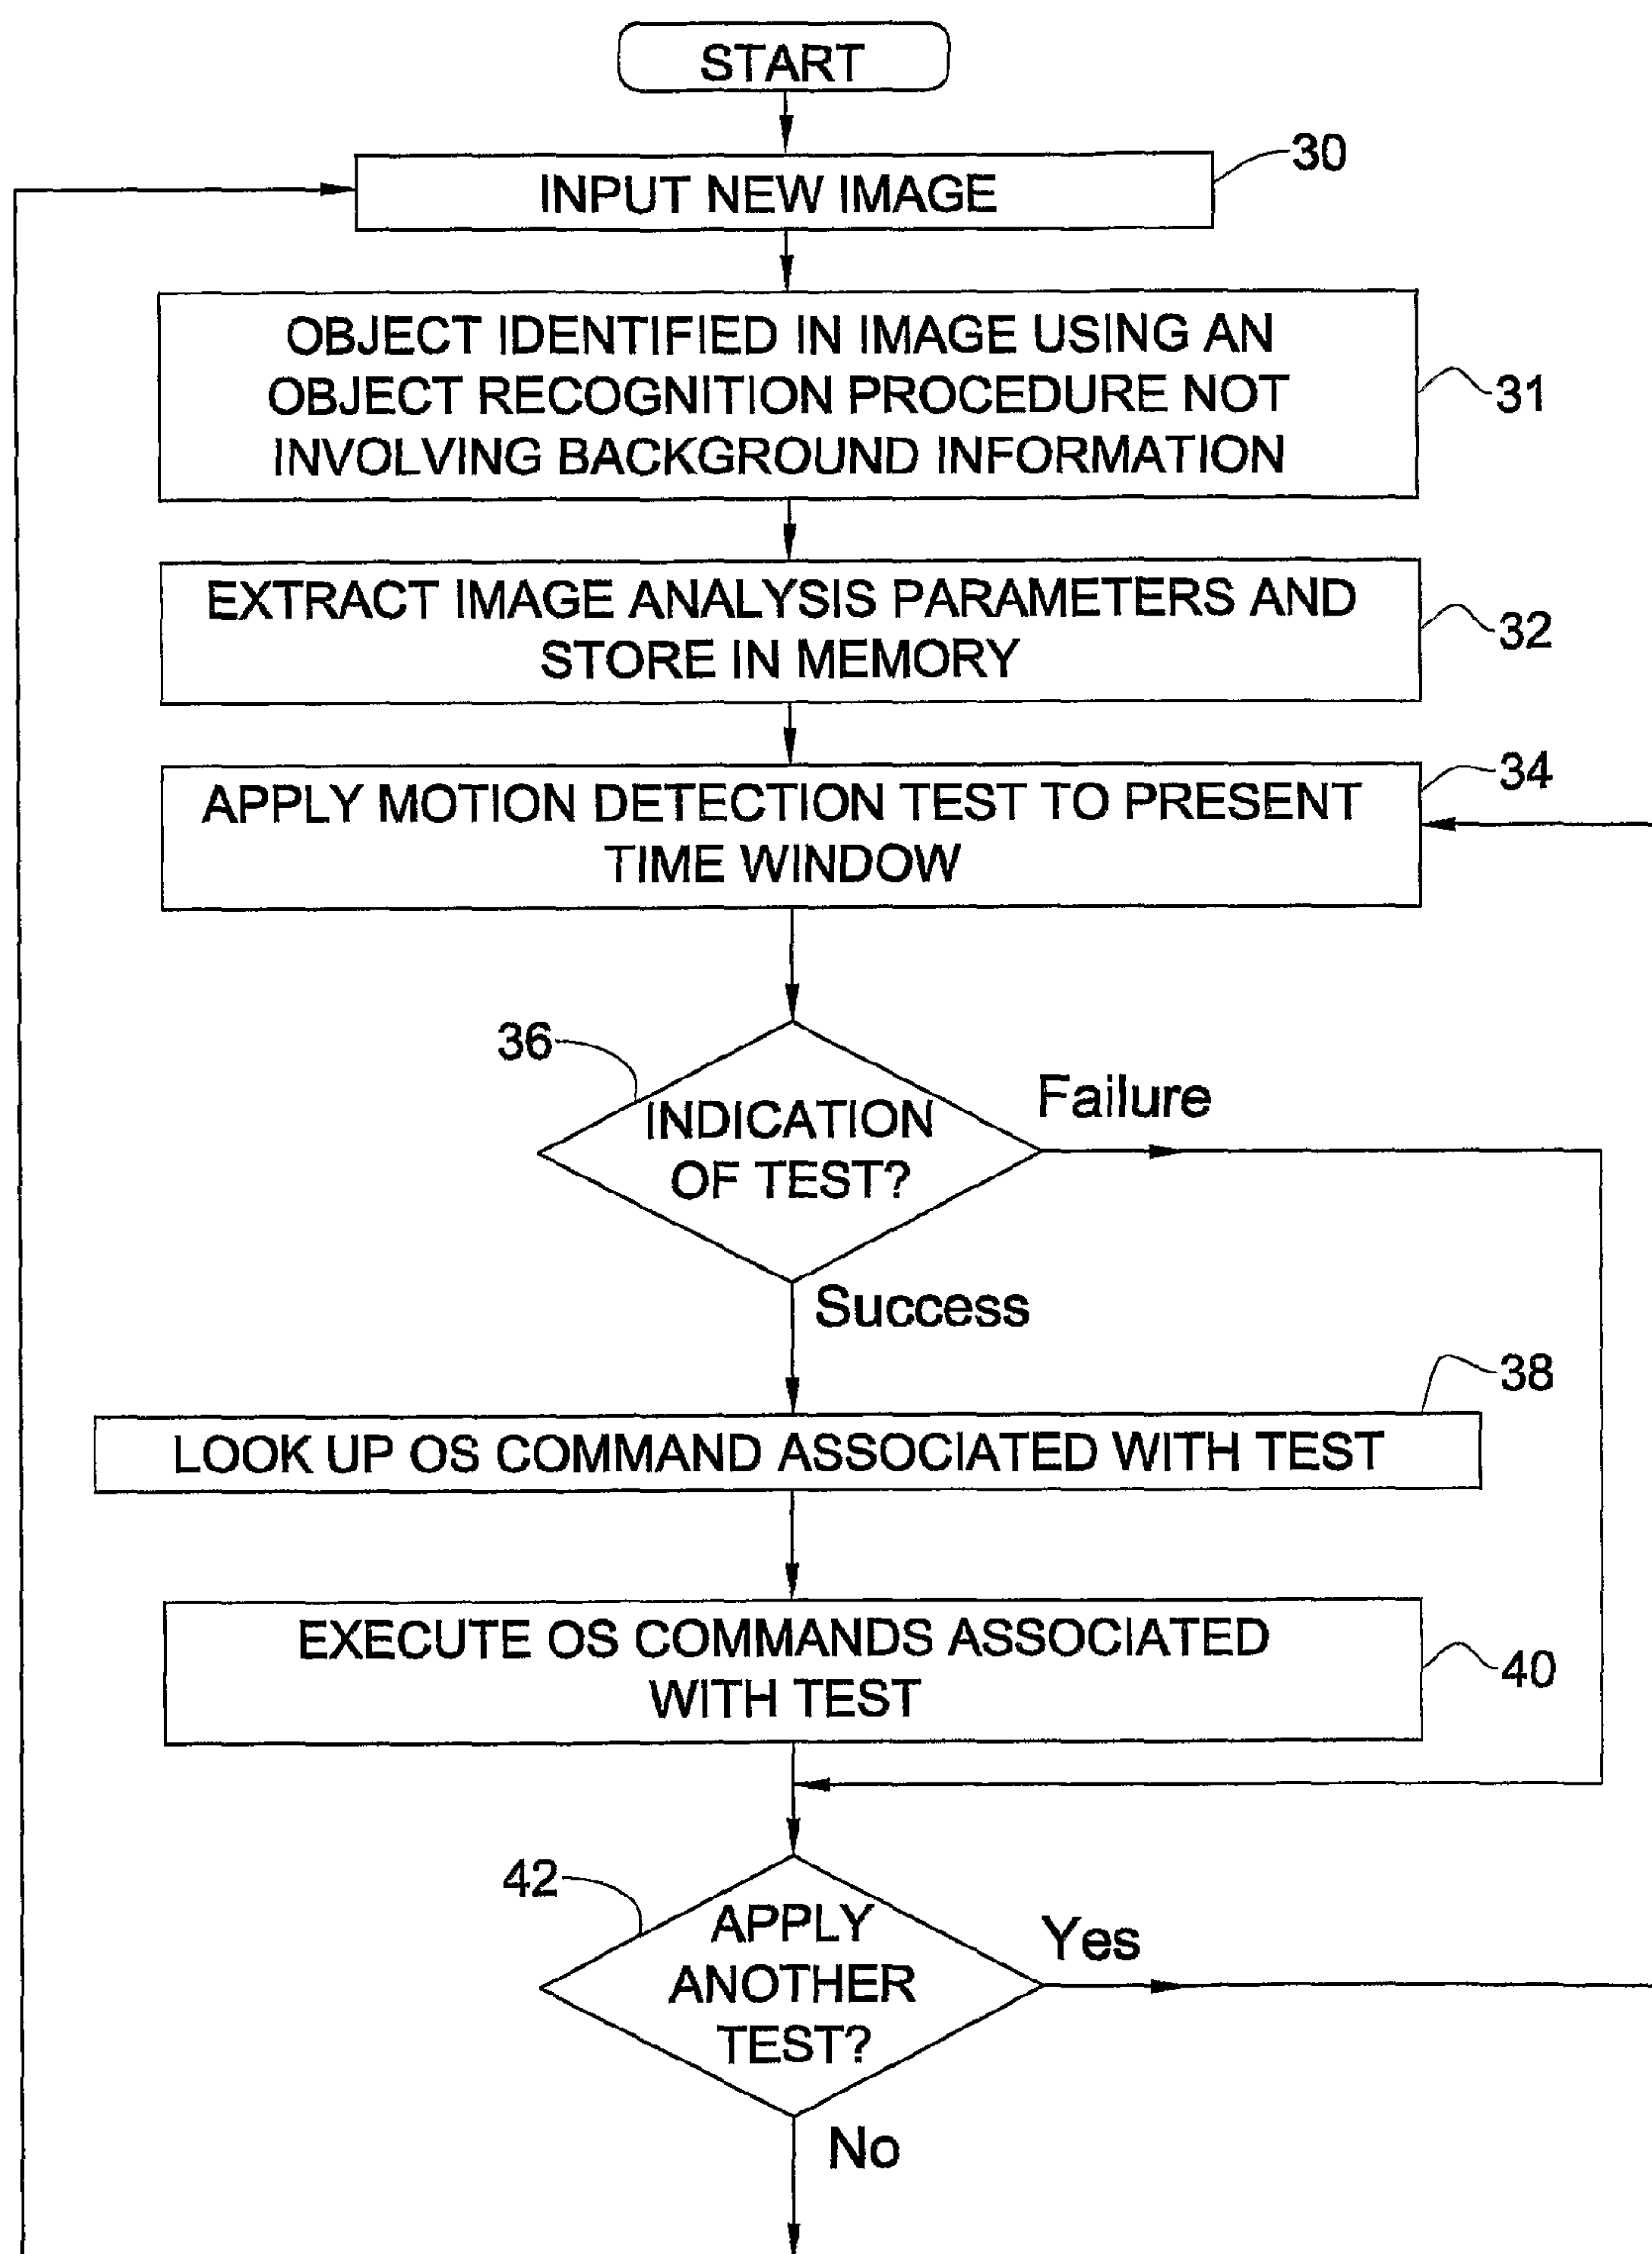 START
30
INPUT NEW IMAGE
OBJECT IDENTIFIED IN IMAGE USING AN
OBJECT RECOGNITION PROCEDURE NOT
INVOLVING BACKGROUND INFORMATION
31
EXTRACT IMAGE ANALYSIS PARAMETERS AND
STORE IN MEMORY
32
34
APPLY MOTION DETECTION TEST TO PRESENT
TIME WINDOW
36
INDICATION
OF TEST?
Failure
Success
38
LOOK UP OS COMMAND ASSOCIATED WITH TEST
EXECUTE OS COMMANDS ASSOCIATED
WITH TEST
40
42
APPLY
ANOTHER
TEST?
Yes
No